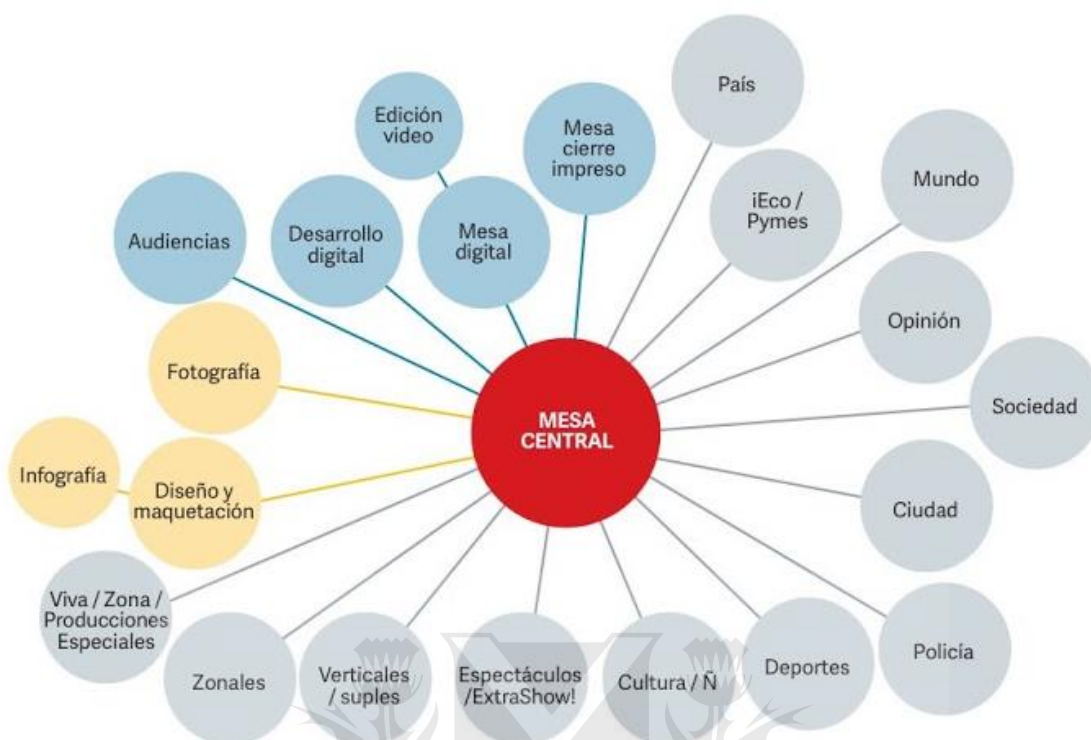 País
Edición
video
Mesa
cierre
impreso
Mundo
iEco /
Pymes
Audiencias
Desarrollo
digital
Mesa
digital
Opinión
Fotografía
Sociedad
MESA
CENTRAL
Infografía
Diseño y
maquetación
Ciudad
Viva / Zona /
Producciones
Especiales
Zonales
Verticales
/ suples
Espectáculos
/ExtraShow!
Cultura / Ñ
Deportes
Policía